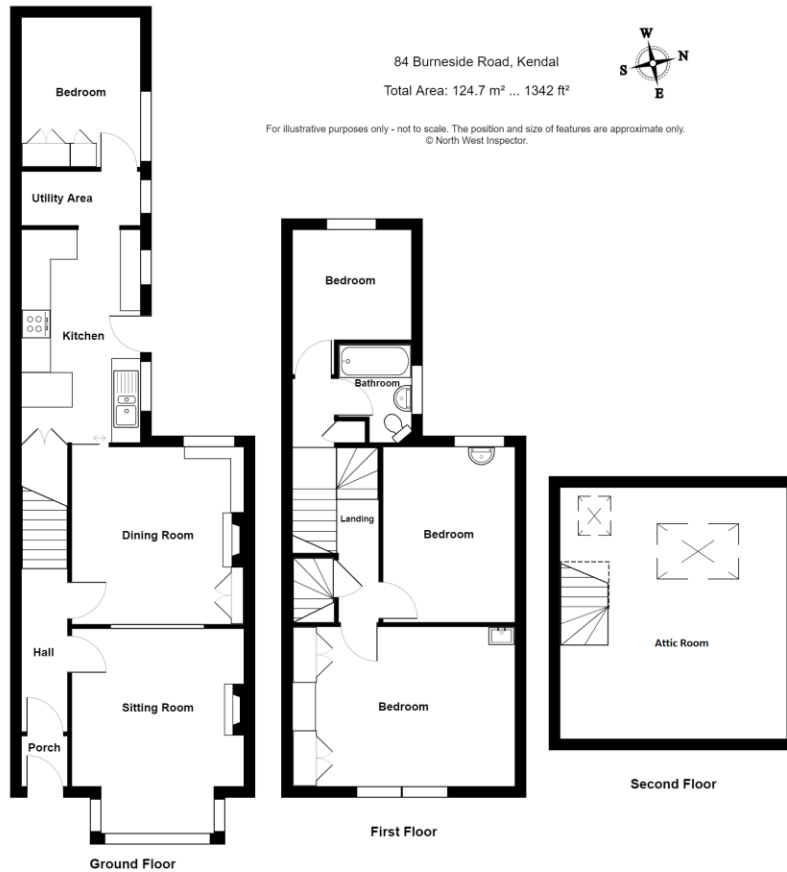 84 Burneside Road, Kendal
Total Area: 124.7 m² ... 1342 ft²
For illustrative purposes only - not to scale. The position and size of features are approximate only.
© North West Inspector.
W
N
S
E
Bedroom
Utility Area
Kitchen
Dining Room
Hall
Sitting Room
Porch
Ground Floor
Bedroom
Bathroom
Landing
Bedroom
Bedroom
First Floor
Attic Room
Second Floor